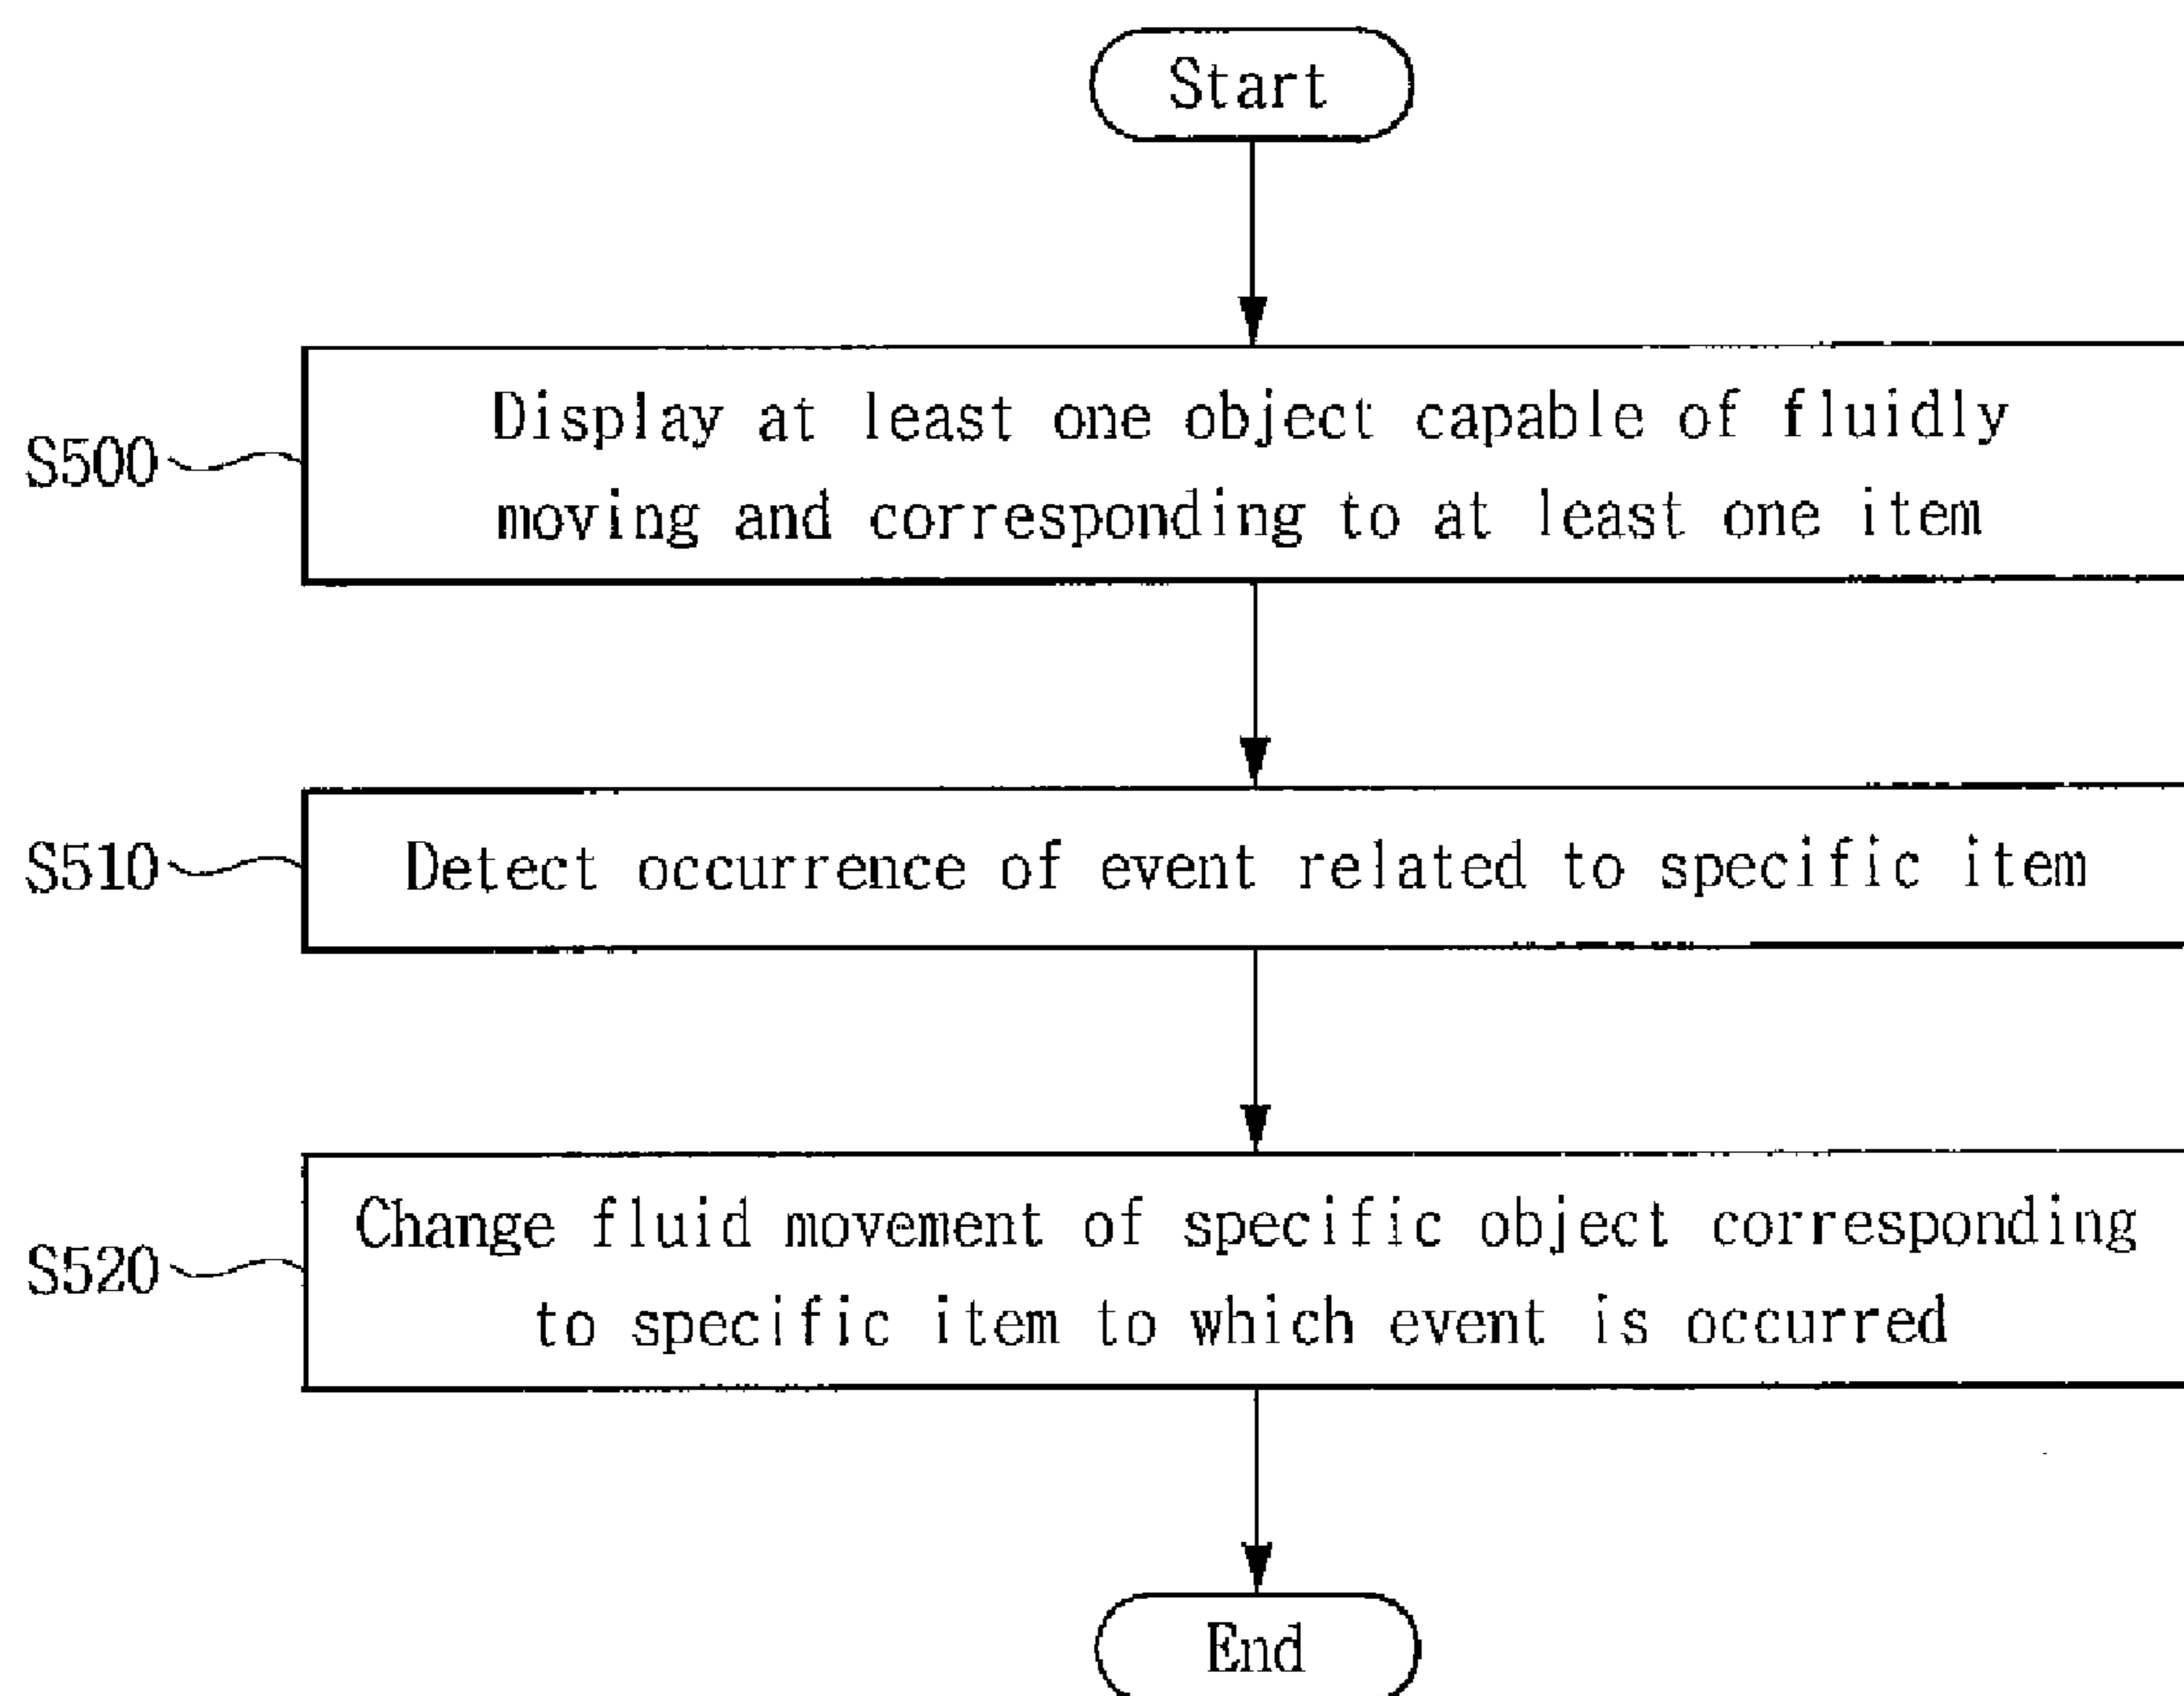 Start
S500
Display at least one object capable of fluidly
moving and corresponding to at least one item
S510
Detect occurrence of event related to specific item
S520
Change fluid movement of specific object corresponding
to specific item to which event is occurred
End